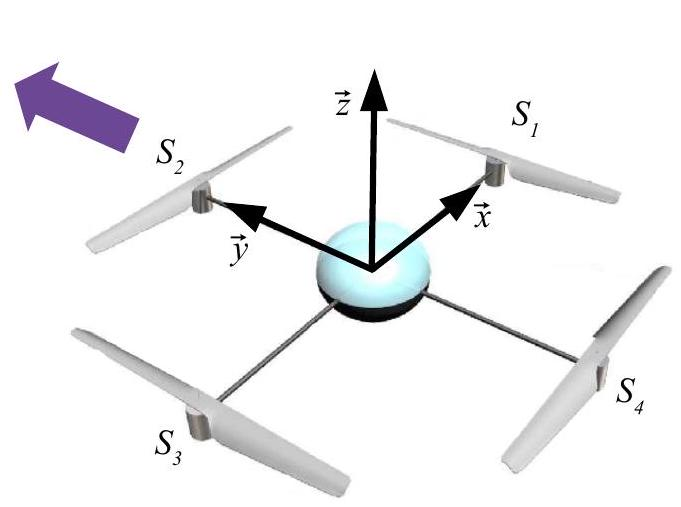 S₁
z⃗
S₂
x⃗
y⃗
S₄
S₃